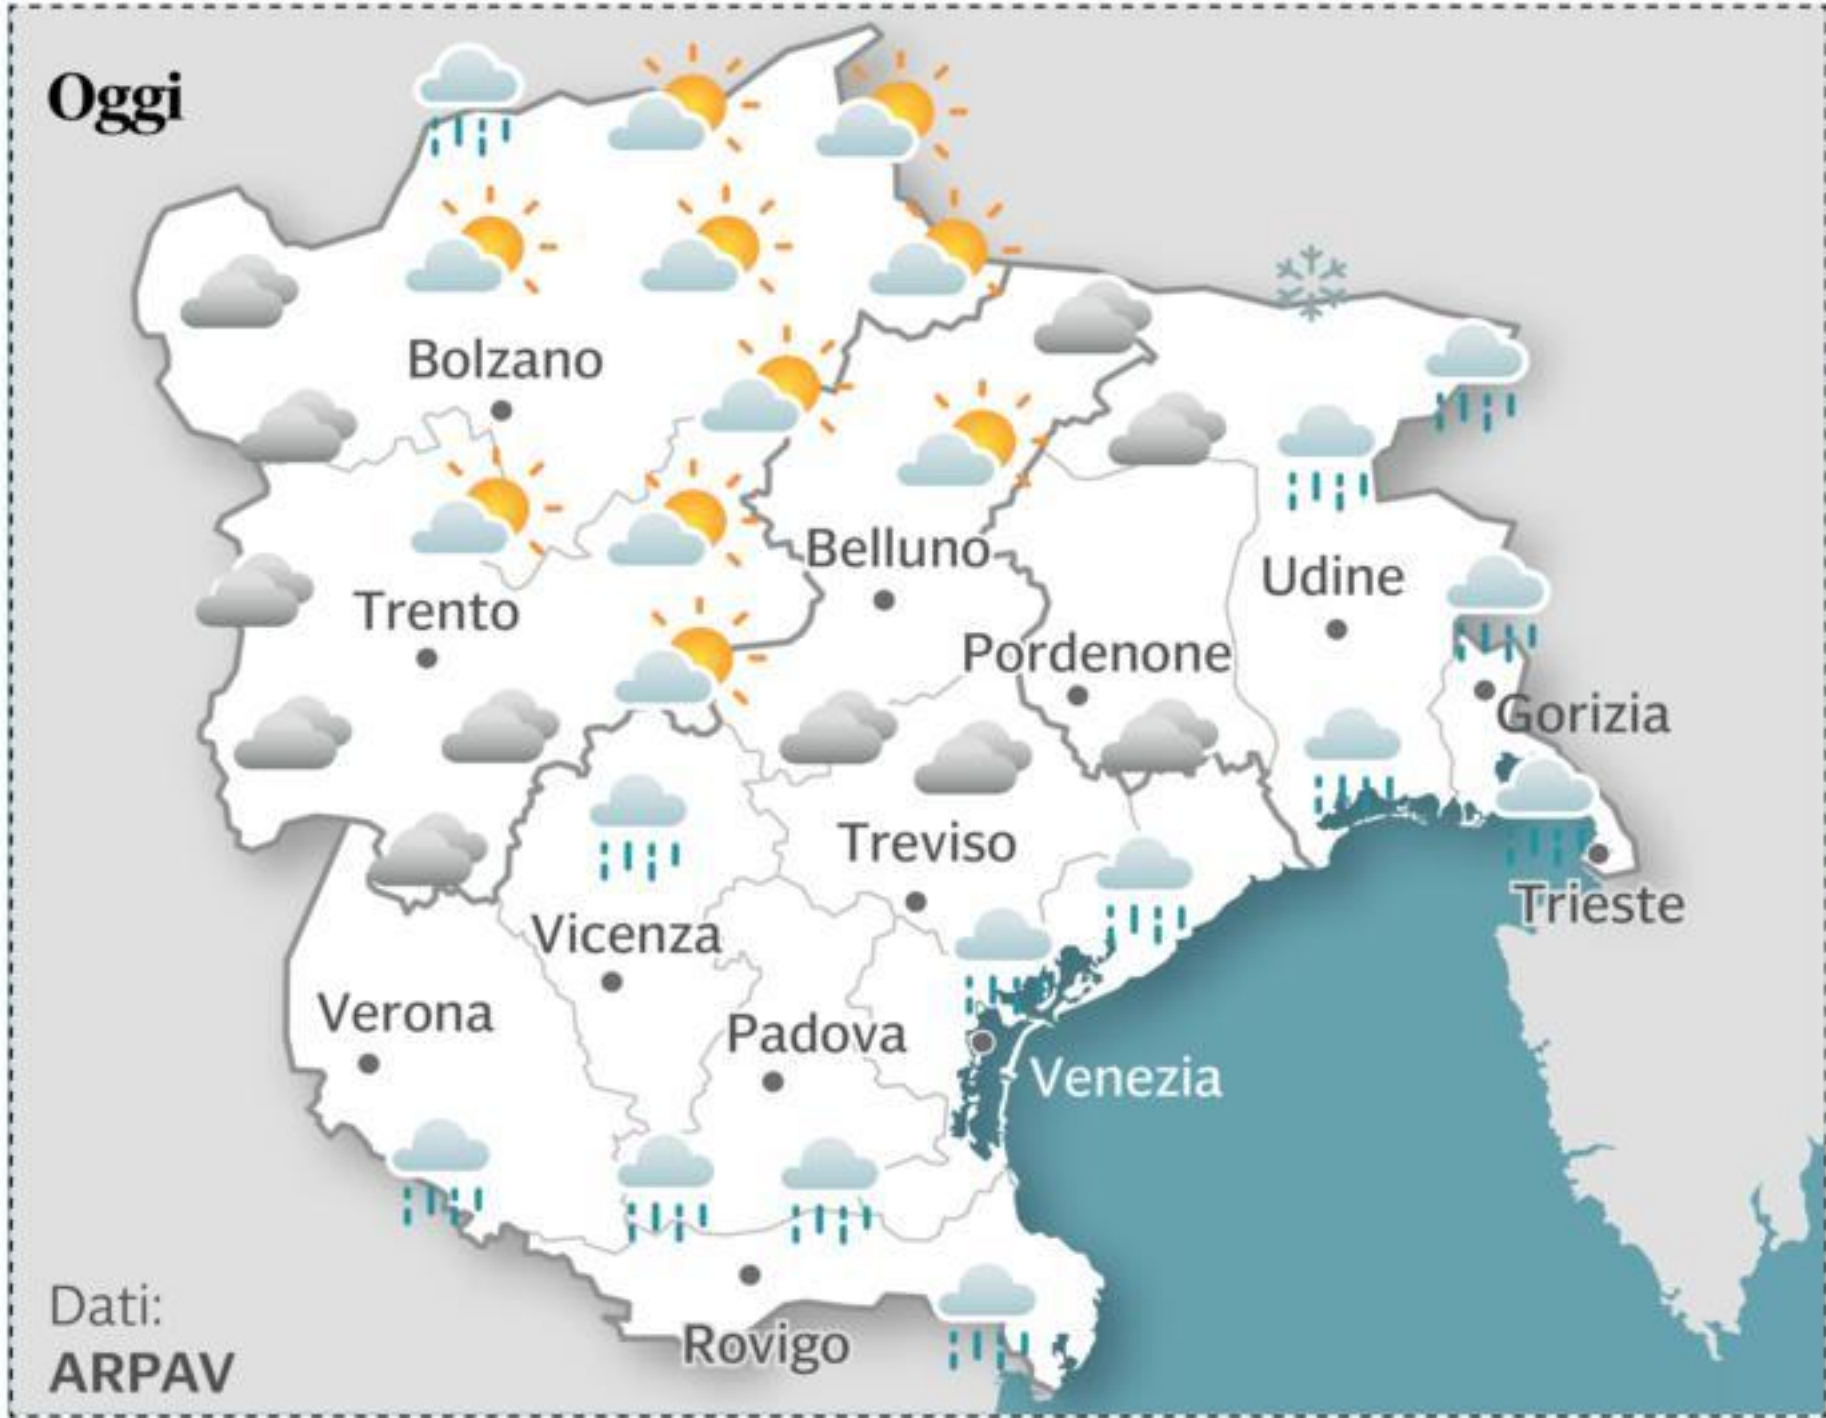 Oggi
Bolzano
Belluno
Udine
Trento
Pordenone
Gorizia
Treviso
Trieste
Vicenza
Verona
Padova
Venezia
Rovigo
Dati:
ARPAV